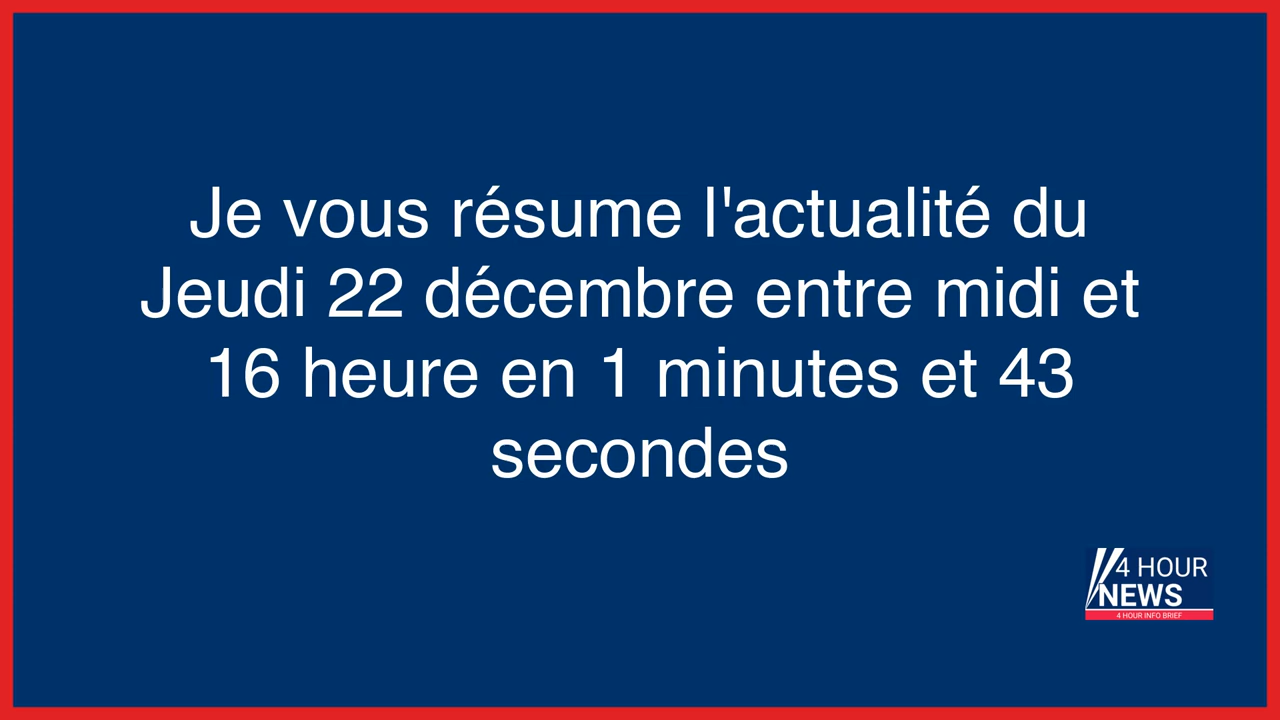 Je vous résume l'actualité du
Jeudi 22 décembre entre midi et
16 heure en 1 minutes et 43
secondes
4 HOUR
NEWS
4 HOUR INFO BRIEF